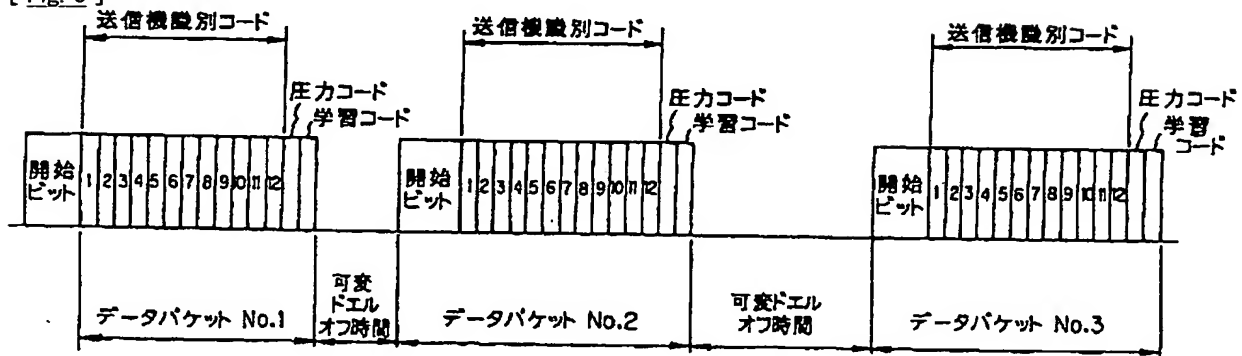 [ Fig. 6 ]
送信機識別コード
送信機識別コード
送信機識別コード
圧力コード
学習コード
圧力コード
学習コード
圧力コード
学習
コード
開始
ビット
1 2 3 4 5 6 7 8 9 10 11 12
開始
ビット
1 2 3 4 5 6 7 8 9 10 11 12
開始
ビット
1 2 3 4 5 6 7 8 9 10 11 12
データパケット No.1
可変
ドエル
オフ時間
データパケット No.2
可変ドエル
オフ時間
データパケット No.3